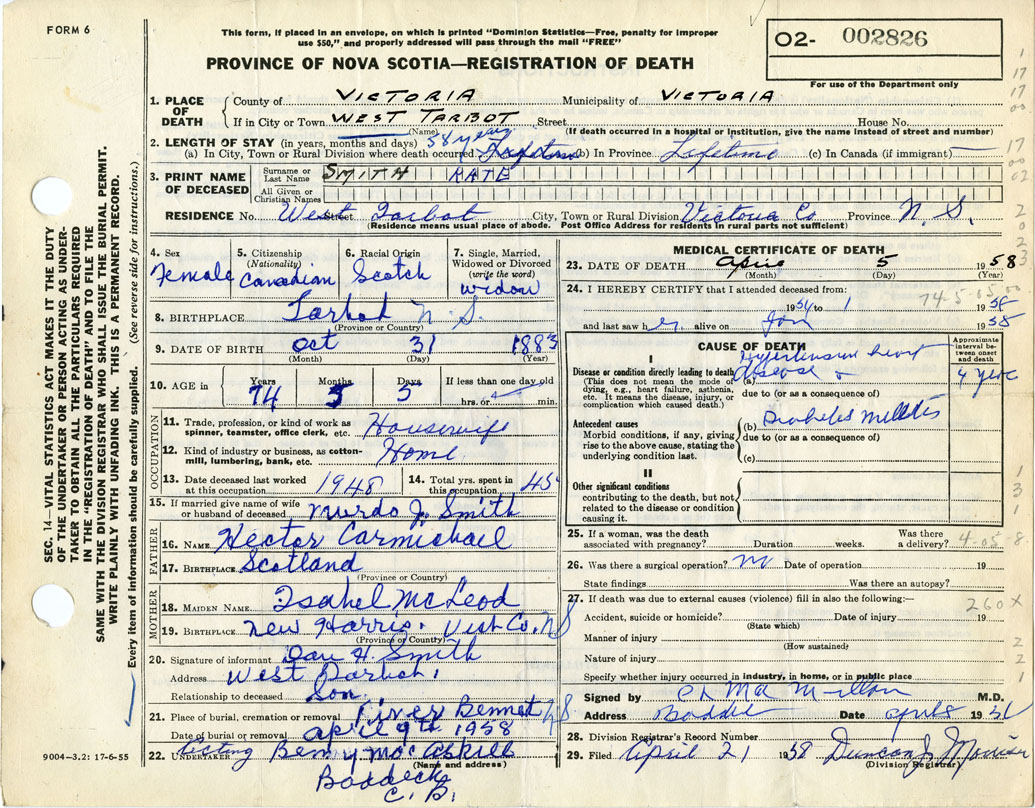 FORM 6
This form, if placed in an envelope, on which is printed "Dominion Statistics—Free, penalty for improper
use $50," and properly addressed will pass through the mail "FREE"
O2- 002826
PROVINCE OF NOVA SCOTIA—REGISTRATION OF DEATH
For use of the Department only
SEC. 14—VITAL STATISTICS ACT MAKES IT THE DUTY
OF THE UNDERTAKER OR PERSON ACTING AS UNDER-
TAKER TO OBTAIN ALL THE PARTICULARS REQUIRED
IN THE "REGISTRATION OF DEATH" AND TO FILE THE
SAME WITH THE DIVISION REGISTRAR WHO SHALL ISSUE THE BURIAL PERMIT.
WRITE PLAINLY WITH UNFADING INK. THIS IS A PERMANENT RECORD.
Every item of information should be carefully supplied. (See reverse side for instructions.)
1. PLACE OF DEATH
County of VICTORIA Municipality of VICTORIA
If in City or Town WEST TARBOT Street House No.
(Name) (If death occurred in a hospital or institution, give the name instead of street and number)
2. LENGTH OF STAY (in years, months and days) 58 years
(a) In City, Town or Rural Division where death occurred (b) In Province Lifetime (c) In Canada (if immigrant)
3. PRINT NAME OF DECEASED
Surname or Last Name SMITH KATE
All Given or Christian Names
RESIDENCE No. West Street Tarbot City, Town or Rural Division Victoria Co Province N. S.
(Residence means usual place of abode. Post Office Address for residents in rural parts not sufficient)
4. Sex Female
5. Citizenship (Nationality) Canadian
6. Racial Origin Scotch
7. Single, Married, Widowed or Divorced (write the word) widow
8. BIRTHPLACE Tarbot N. S.
(Province or Country)
9. DATE OF BIRTH Oct 31 1883
(Month) (Day) (Year)
10. AGE in Years 74 Months 5 Days 5 If less than one day old hrs. or min.
OCCUPATION
11. Trade, profession, or kind of work as spinner, teamster, office clerk, etc. Housewife
12. Kind of industry or business, as cotton-mill, lumbering, bank, etc. Home
13. Date deceased last worked at this occupation 1948 14. Total yrs. spent in this occupation 45
15. If married give name of wife or husband of deceased Murdo J. Smith
FATHER
16. NAME Hector Carmichael
17. BIRTHPLACE Scotland
(Province or Country)
MOTHER
18. MAIDEN NAME Isabel McLeod
19. BIRTHPLACE New Harris. Vict Co. NS
(Province or Country)
20. Signature of informant Dan H. Smith
Address West Tarbot,
Relationship to deceased Son.
21. Place of burial, cremation or removal River Bennet NS
Date of burial or removal April 9th 1958
22. UNDERTAKER Acting Benny McAskill
(Name and address)
Baddeck
C. B.
9004—3.2: 17-6-55
MEDICAL CERTIFICATE OF DEATH
23. DATE OF DEATH April 5 1958
(Month) (Day) (Year)
24. I HEREBY CERTIFY that I attended deceased from:
74-5-05.00
and last saw her alive on Jan 1958
CAUSE OF DEATH
Approximate interval between onset and death
I
Disease or condition directly leading to death
(This does not mean the mode of dying, e.g., heart failure, asthenia, etc. It means the disease, injury, or complication which caused death.)
(a) Hypertensive heart disease 4 years
due to (or as a consequence of)
Antecedent causes
Morbid conditions, if any, giving rise to the above cause, stating the underlying condition last.
(b) Diabetes Mellitis
due to (or as a consequence of)
(c)
II
Other significant conditions
contributing to the death, but not related to the disease or condition causing it.
25. If a woman, was the death associated with pregnancy? Duration weeks. Was there a delivery? 4-05-8
26. Was there a surgical operation? no Date of operation 19
State findings Was there an autopsy?
27. If death was due to external causes (violence) fill in also the following:— 260 X
Accident, suicide or homicide? Date of injury 19
(State which)
Manner of injury
(How sustained)
Nature of injury
Specify whether injury occurred in industry, in home, or in public place
Signed by C L MacMillan M.D.
Address Baddeck Date April 8 19
28. Division Registrar's Record Number
29. Filed April 21 1958 Duncan J. Morrison
(Division Registrar)